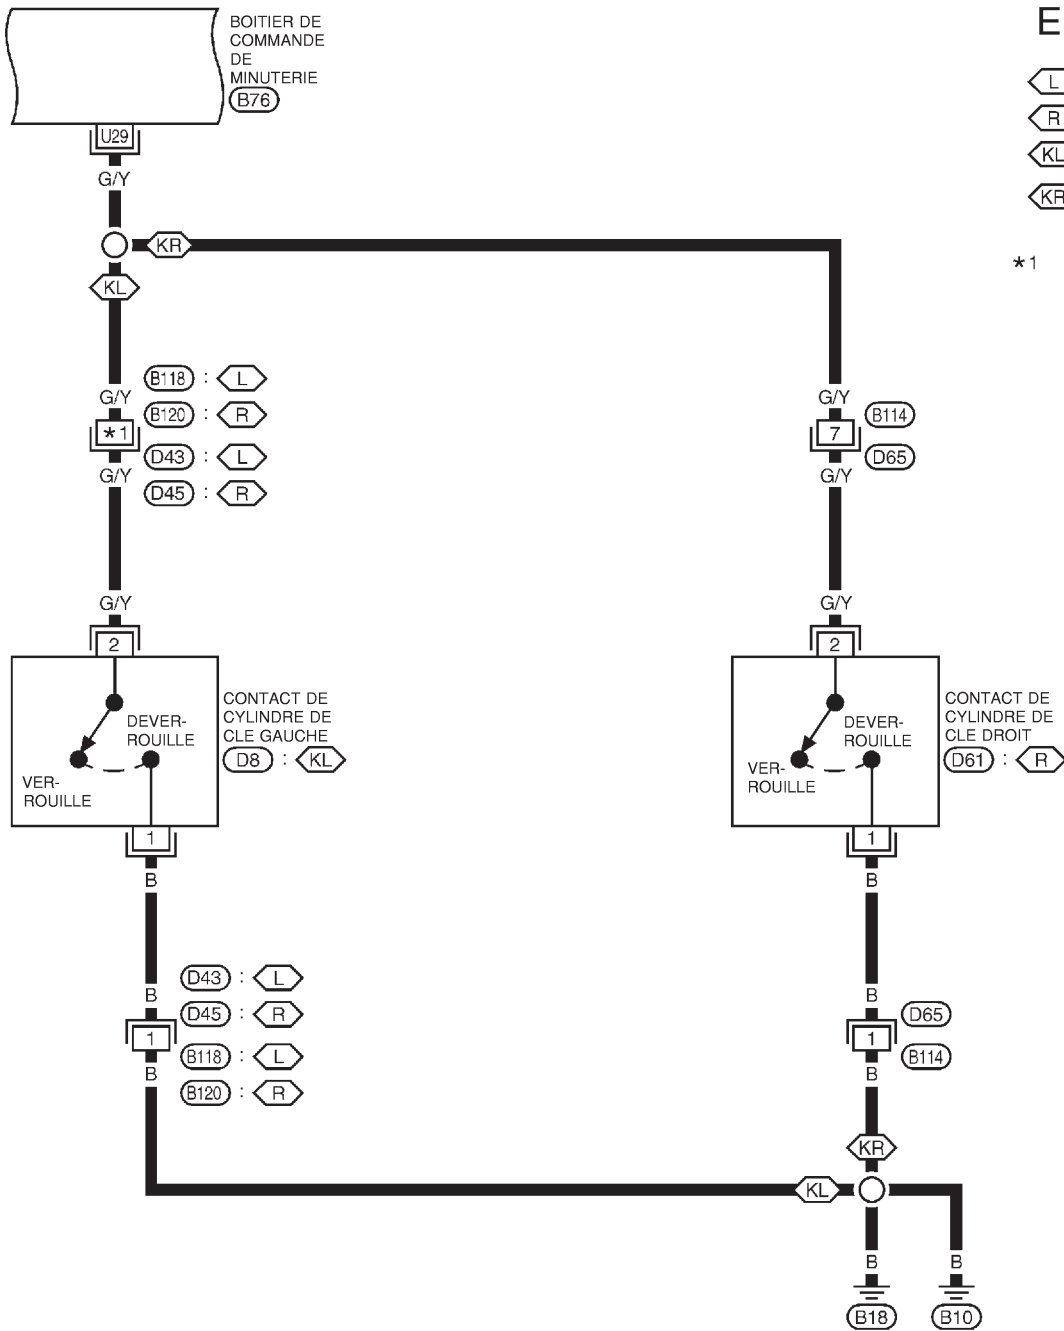 BOITIER DE
COMMANDE
DE
MINUTERIE
B76
U29
G/Y
KR
KL
E
L
R
KL
KR
*1
B118 : L
G/Y
B120 : R
*1
D43 : L
G/Y
D45 : R
G/Y
B114
7
D65
G/Y
G/Y
2
DEVER-
ROUILLE
VER-
ROUILLE
CONTACT DE
CYLINDRE DE
CLE GAUCHE
D8 : KL
1
B
G/Y
2
DEVER-
ROUILLE
VER-
ROUILLE
CONTACT DE
CYLINDRE DE
CLE DROIT
D61 : R
1
B
D43 : L
B
D45 : R
1
B118 : L
B
B120 : R
B
D65
1
B114
B
KR
KL
B
B
B18
B10